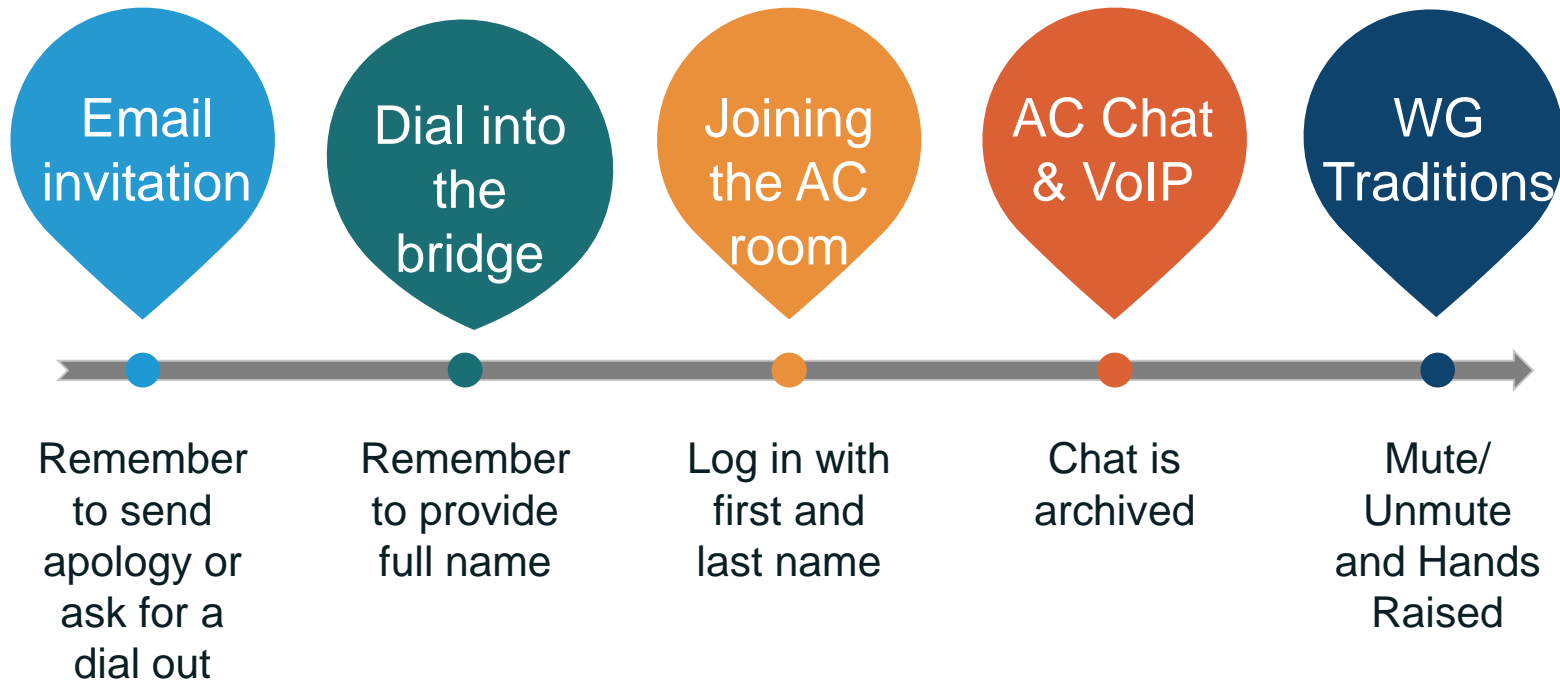 Email
invitation
Dial into
the
bridge
Joining
the AC
room
AC Chat
& VoIP
WG
Traditions
Remember
to send
apology or
ask for a
dial out
Remember
to provide
full name
Log in with
first and
last name
Chat is
archived
Mute/
Unmute
and Hands
Raised